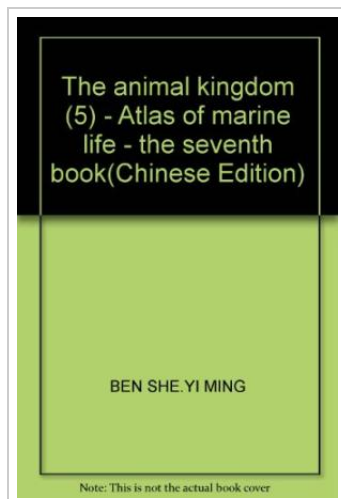 The animal kingdom
(5) - Atlas of marine
life - the seventh
book(Chinese Edition)
BEN SHE.YI MING
Note: This is not the actual book cover